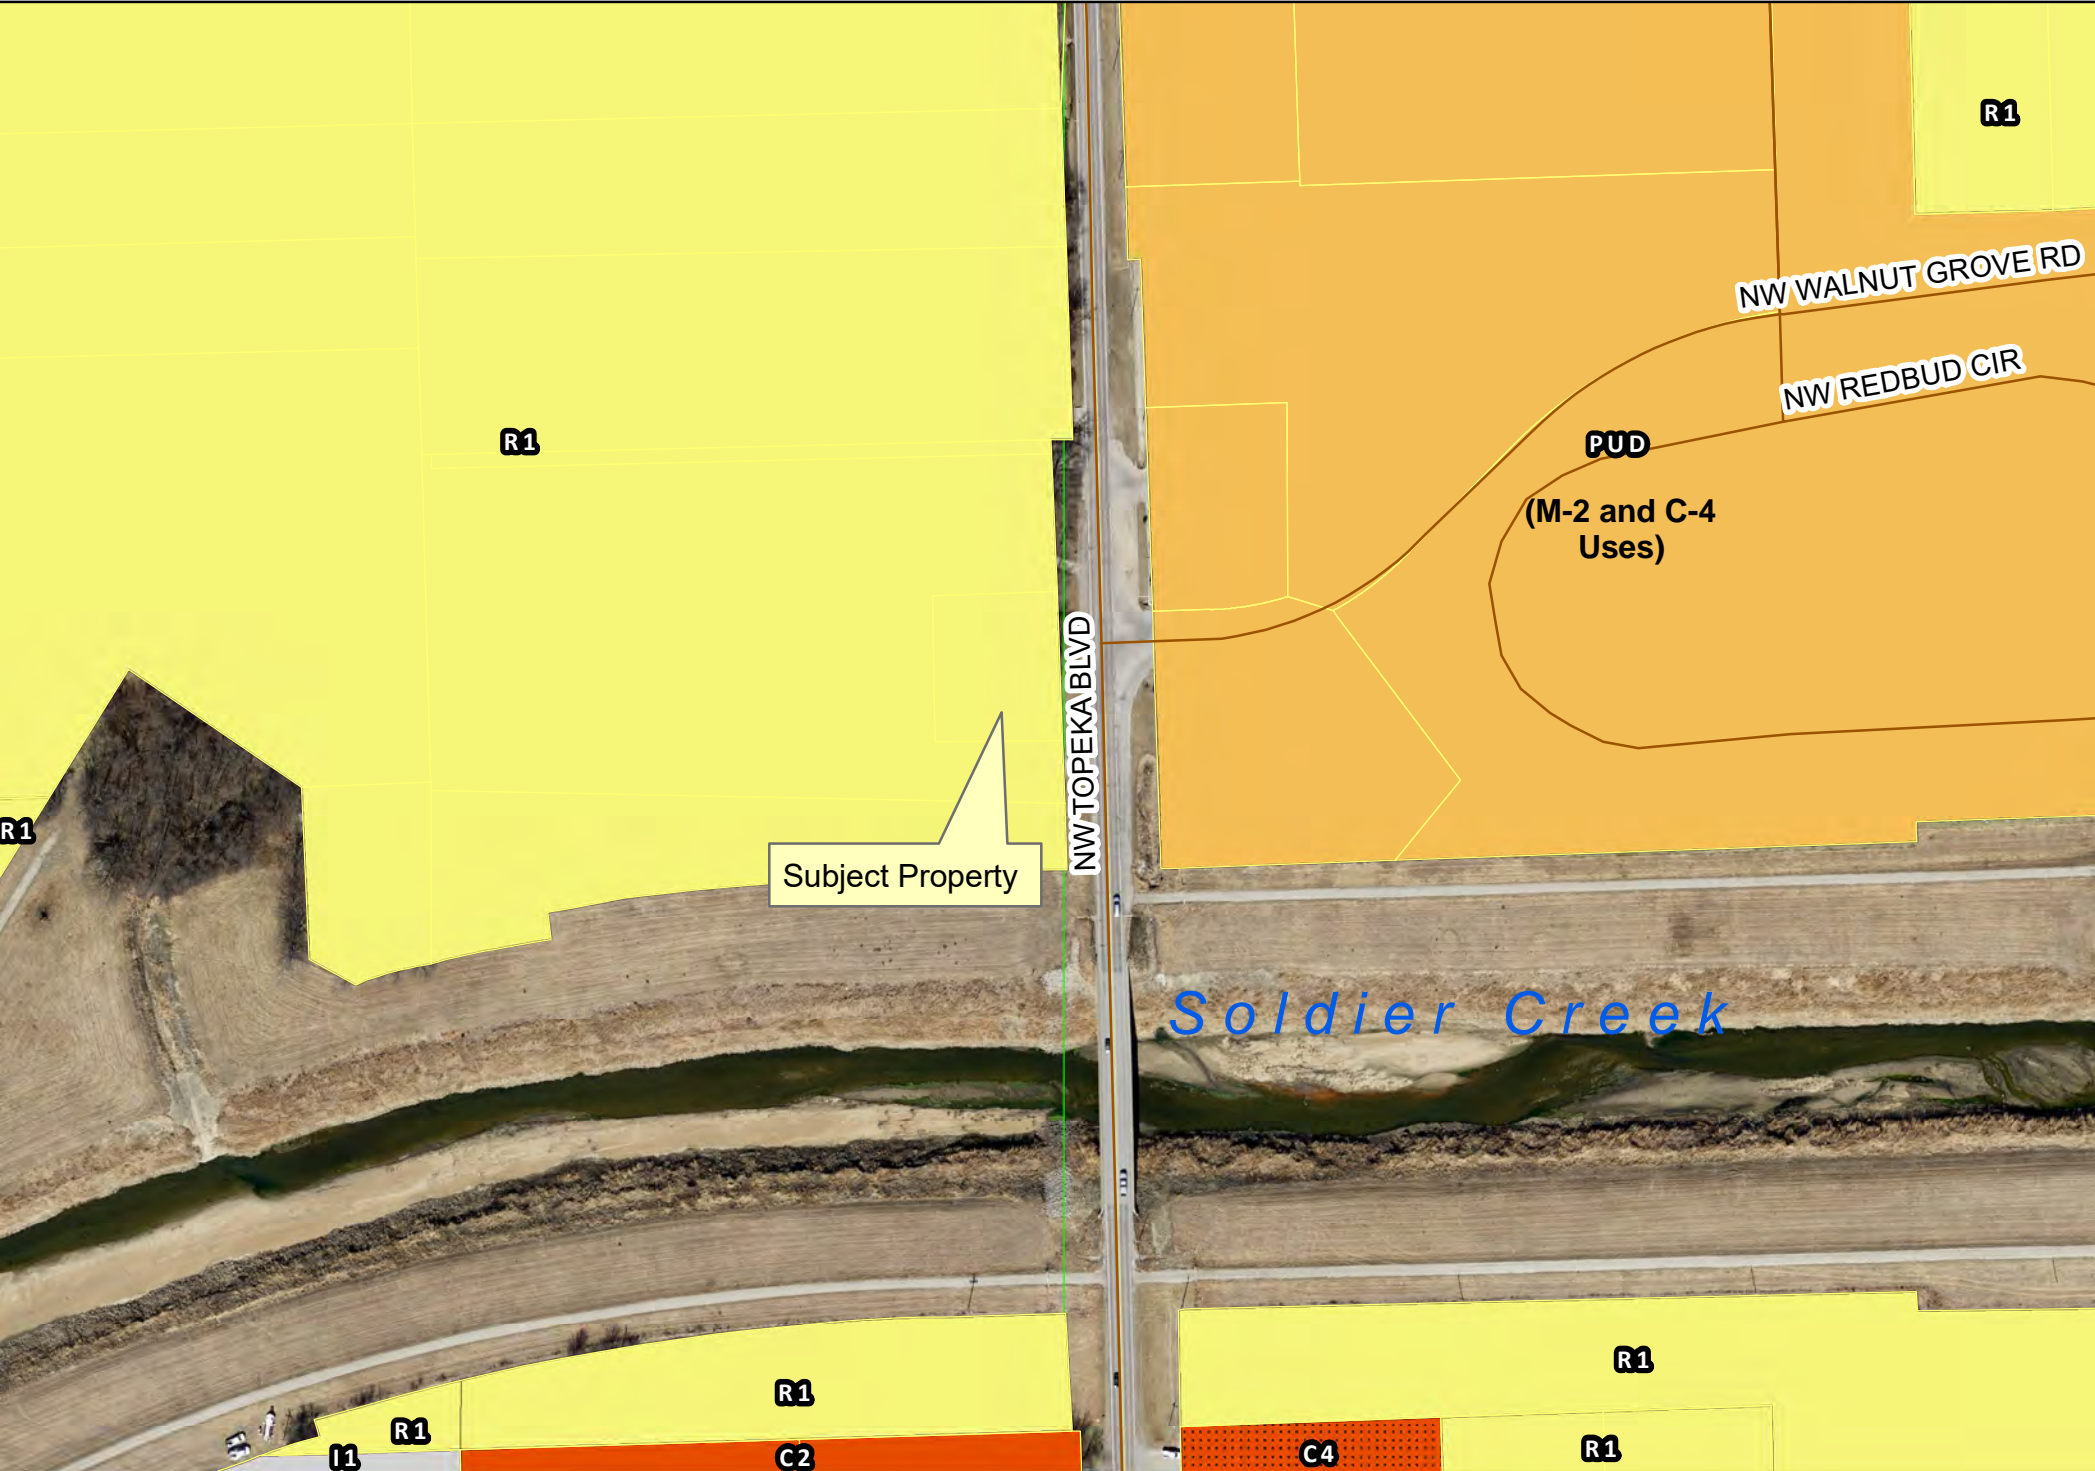 R1
NW WALNUT GROVE RD
NW REDBUD CIR
R1
PUD
(M-2 and C-4
Uses)
NW TOPEKA BLVD
R1
Subject Property
Soldier Creek
R1
R1
R1
I1
C2
C4
R1